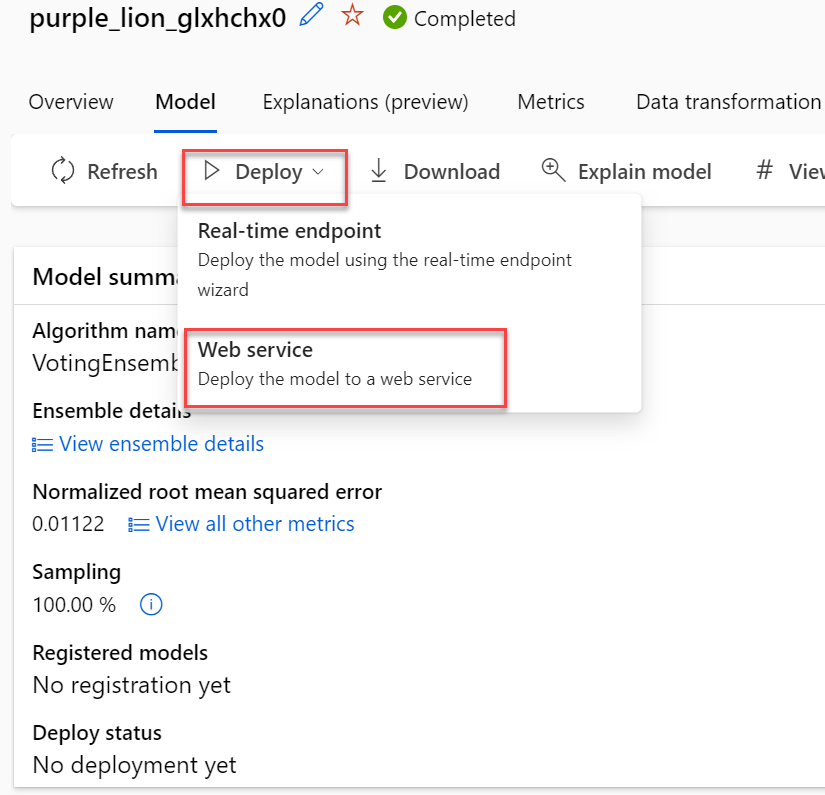 purple_lion_glxhchx0 Completed
Overview Model Explanations (preview) Metrics Data transformation
Refresh Deploy Download Explain model # View
Real-time endpoint
Deploy the model using the real-time endpoint
wizard
Web service
Deploy the model to a web service
Model summa
Algorithm name
VotingEnsemb
Ensemble details
View ensemble details
Normalized root mean squared error
0.01122 View all other metrics
Sampling
100.00 %
Registered models
No registration yet
Deploy status
No deployment yet